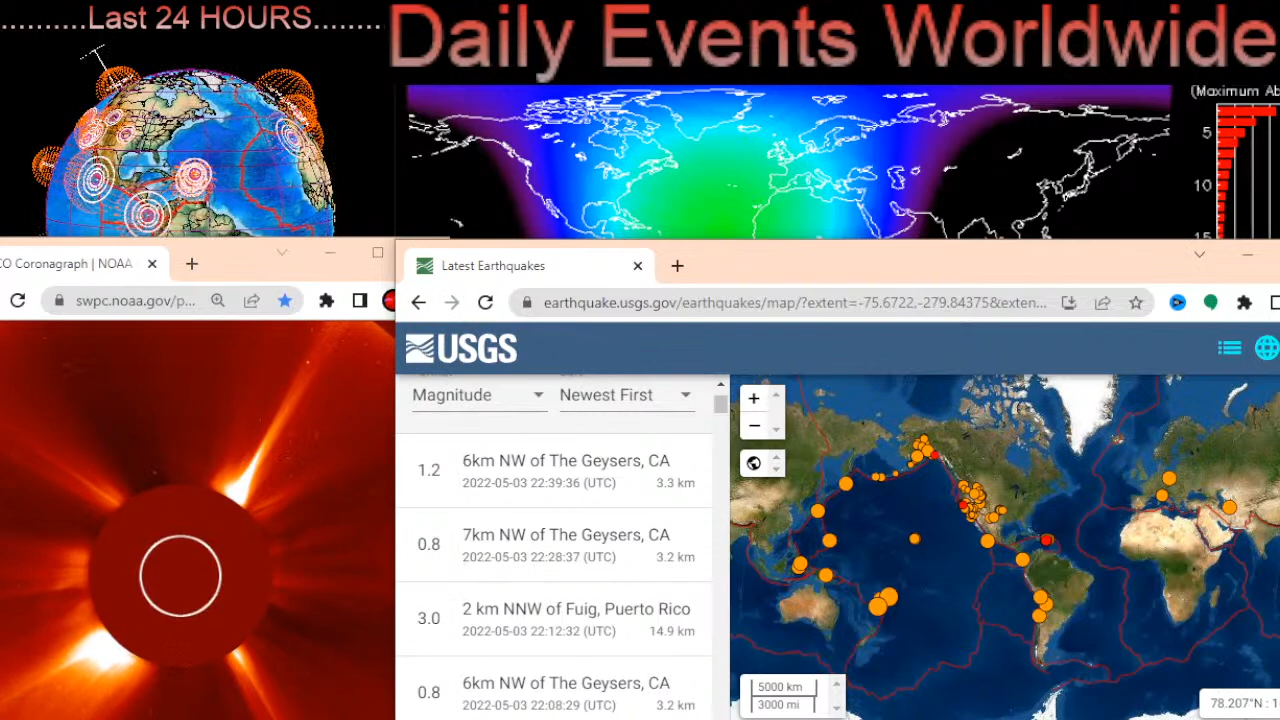 ..........Last 24 HOURS........
Daily Events Worldwide
(Maximum Ab
5
10
15
CO Coronagraph | NOAA
swpc.noaa.gov/p...
Latest Earthquakes
earthquake.usgs.gov/earthquakes/map/?extent=-75.6722,-279.84375&exten...
USGS
Magnitude
Newest First
1.2
6km NW of The Geysers, CA
2022-05-03 22:39:36 (UTC)
3.3 km
0.8
7km NW of The Geysers, CA
2022-05-03 22:28:37 (UTC)
3.2 km
3.0
2 km NNW of Fuig, Puerto Rico
2022-05-03 22:12:32 (UTC)
14.9 km
0.8
6km NW of The Geysers, CA
2022-05-03 22:08:29 (UTC)
3.2 km
5000 km
3000 mi
78.207°N : 1